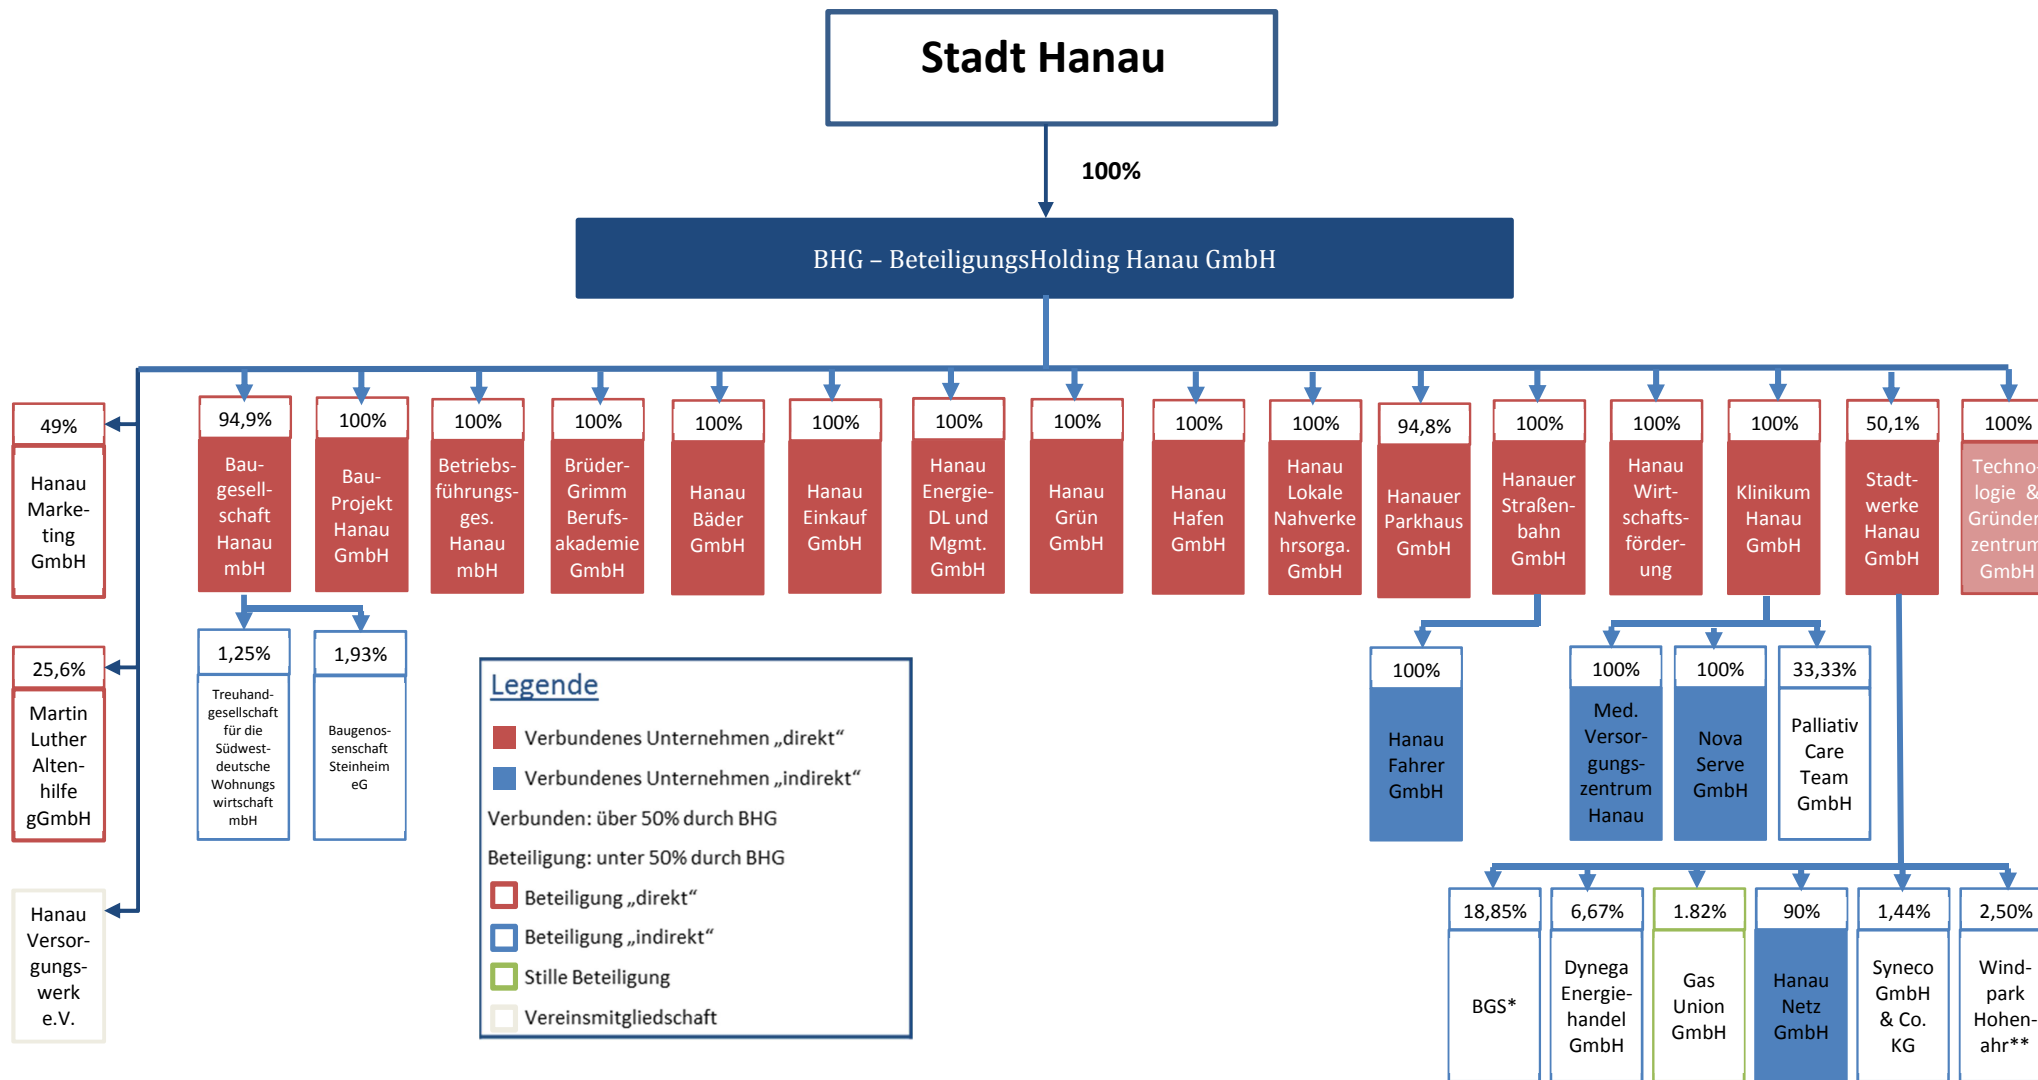 Stadt Hanau
100%
BHG – BeteiligungsHolding Hanau GmbH
49%
Hanau
Marke-
ting
GmbH
94,9%
Bau-
gesell-
schaft
Hanau
mbH
100%
Bau-
Projekt
Hanau
GmbH
100%
Betriebs-
führungs-
ges.
Hanau
mbH
100%
Brüder-
Grimm
Berufs-
akademie
GmbH
100%
Hanau
Bäder
GmbH
100%
Hanau
Einkauf
GmbH
100%
Hanau
Energie-
DL und
Mgmt.
GmbH
100%
Hanau
Grün
GmbH
100%
Hanau
Hafen
GmbH
100%
Hanau
Lokale
Nahverke
hrsorga.
GmbH
94,8%
Hanauer
Parkhaus
GmbH
100%
Hanauer
Straßen-
bahn
GmbH
100%
Hanau
Wirt-
schafts-
förder-
ung
100%
Klinikum
Hanau
GmbH
50,1%
Stadt-
werke
Hanau
GmbH
100%
Techno-
logie &
Gründer
zentrum
GmbH
25,6%
Martin
Luther
Alten-
hilfe
gGmbH
1,25%
Treuhand-
gesellschaft
für die
Südwest-
deutsche
Wohnungs
wirtschaft
mbH
1,93%
Baugenos-
senschaft
Steinheim
eG
100%
Hanau
Fahrer
GmbH
100%
Med.
Versor-
gungs-
zentrum
Hanau
100%
Nova
Serve
GmbH
33,33%
Palliativ
Care
Team
GmbH
Hanau
Versor-
gungs-
werk
e.V.
Legende
Verbundenes Unternehmen „direkt“
Verbundenes Unternehmen „indirekt“
Verbunden: über 50% durch BHG
Beteiligung: unter 50% durch BHG
Beteiligung „direkt“
Beteiligung „indirekt“
Stille Beteiligung
Vereinsmitgliedschaft
18,85%
BGS*
6,67%
Dynega
Energie-
handel
GmbH
1.82%
Gas
Union
GmbH
90%
Hanau
Netz
GmbH
1,44%
Syneco
GmbH
& Co.
KG
2,50%
Wind-
park
Hohen-
ahr**